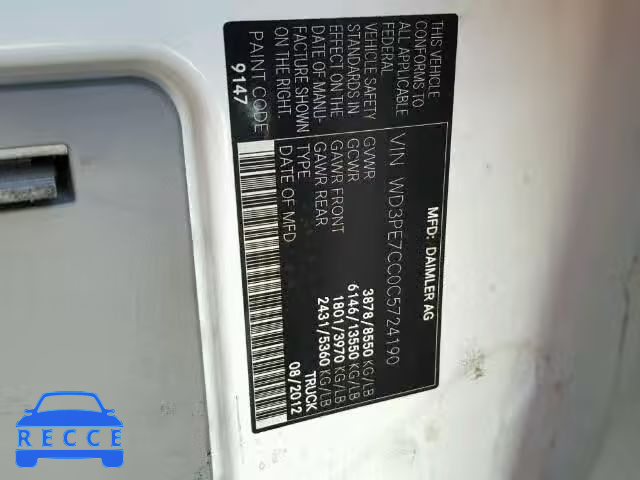 MFD: DAIMLER AG
VIN WD3PE7CC0C5724190
GVWR 3878/8550 KG/LB
GCWR 6146/13550 KG/LB
GAWR FRONT 1801/3970 KG/LB
GAWR REAR 2431/5360 KG/LB
TYPE TRUCK
DATE OF MFD 08/2012
THIS VEHICLE
CONFORMS TO
ALL APPLICABLE
FEDERAL
VEHICLE SAFETY
STANDARDS IN
EFFECT ON THE
DATE OF MANU-
FACTURE SHOWN
ON THE RIGHT.
PAINT CODE
9147
RECCE